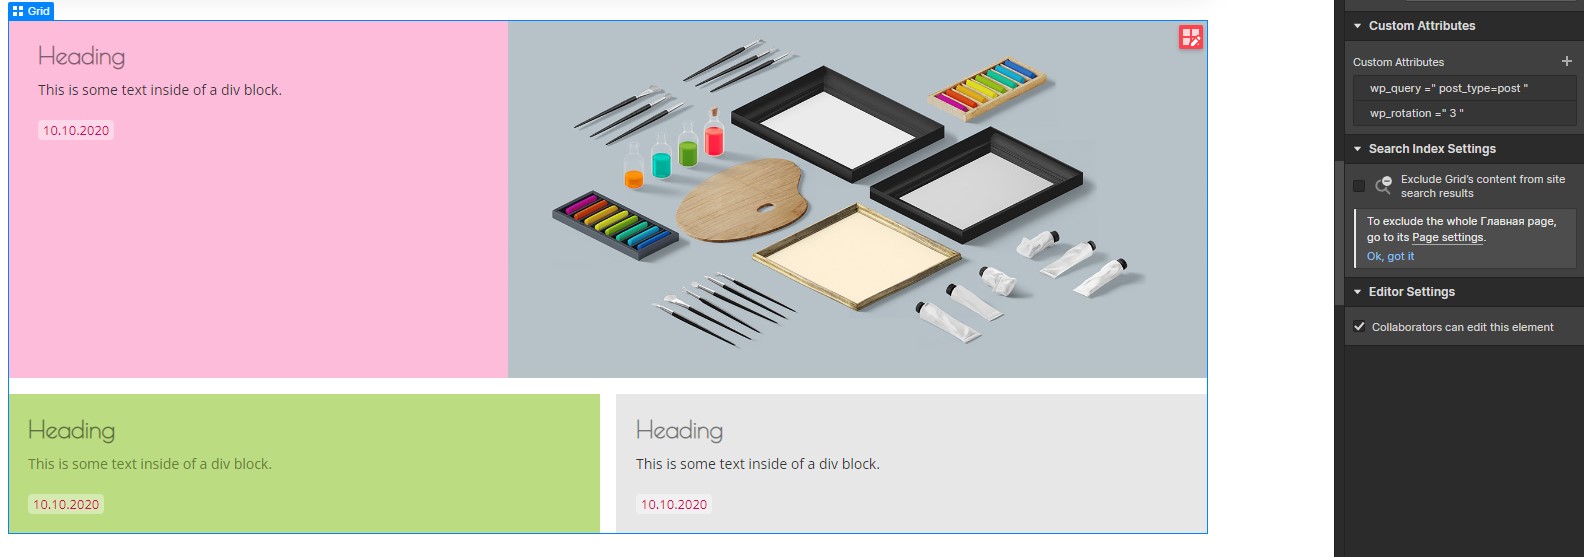 Grid
Heading
This is some text inside of a div block.
10.10.2020
Heading
This is some text inside of a div block.
10.10.2020
Heading
This is some text inside of a div block.
10.10.2020
Custom Attributes
Custom Attributes
wp_query =" post_type=post "
wp_rotation =" 3 "
Search Index Settings
Exclude Grid's content from site
search results
To exclude the whole Главная page,
go to its Page settings.
Ok, got it
Editor Settings
Collaborators can edit this element